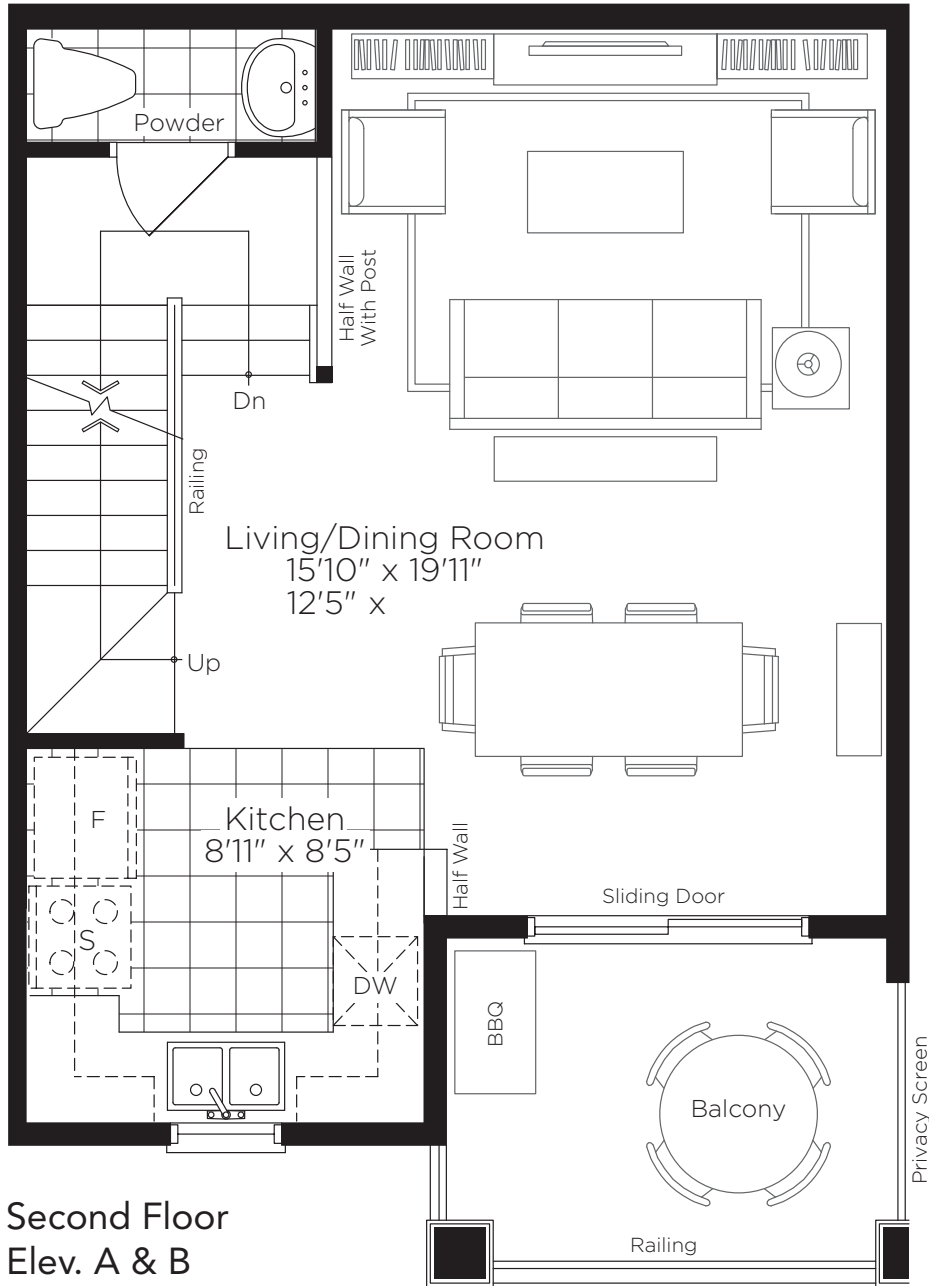 Powder
Half Wall
With Post
Dn
Railing
Living/Dining Room
15'10" x 19'11"
12'5" x
Up
F
Kitchen
8'11" x 8'5"
Half Wall
Sliding Door
S
DW
BBQ
Balcony
Privacy Screen
Railing
Second Floor
Elev. A & B